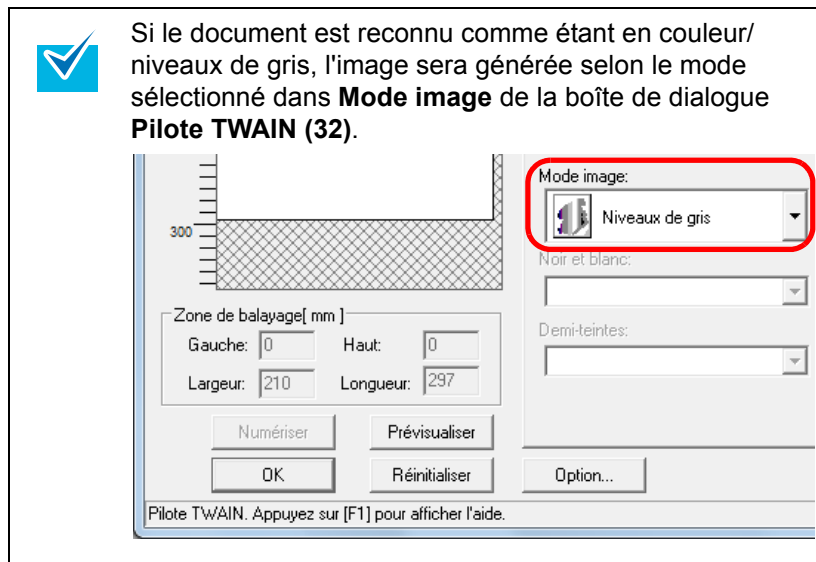 Si le document est reconnu comme étant en couleur/
niveaux de gris, l'image sera générée selon le mode
sélectionné dans Mode image de la boîte de dialogue
Pilote TWAIN (32).
Mode image:
Niveaux de gris
300
Noir et blanc:
Zone de balayage[ mm ]
Demi-teintes:
Gauche: 0 Haut: 0
Largeur: 210 Longueur: 297
Numériser Prévisualiser
OK Réinitialiser Option...
Pilote TWAIN. Appuyez sur [F1] pour afficher l'aide.